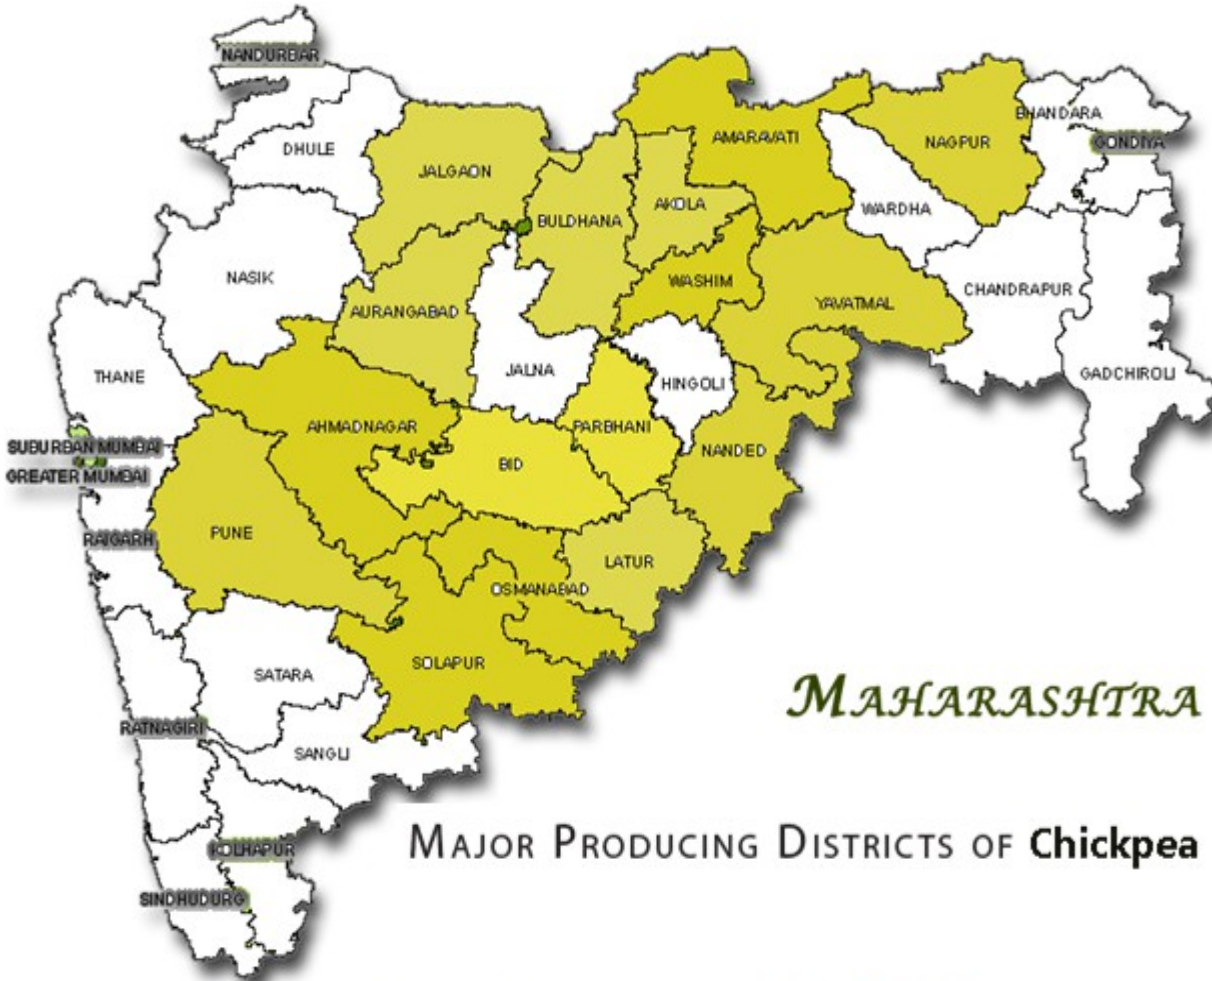 NANDURBAR
BHANDARA
AMARAVATI
NAGPUR
GONDIYA
DHULE
JALGAON
AKOLA
WARDHA
BULDHANA
NASIK
WASHIM
CHANDRAPUR
YAVATMAL
AURANGABAD
JALNA
THANE
HINGOLI
GADCHIROLI
AHMADNAGAR
PARBHANI
SUBURBAN MUMBAI
NANDED
BID
GREATER MUMBAI
PUNE
RAIGARH
LATUR
OSMANABAD
SOLAPUR
SATARA
MAHARASHTRA
RATNAGIRI
SANGLI
MAJOR PRODUCING DISTRICTS OF Chickpea
KOLHAPUR
SINDHUDURG